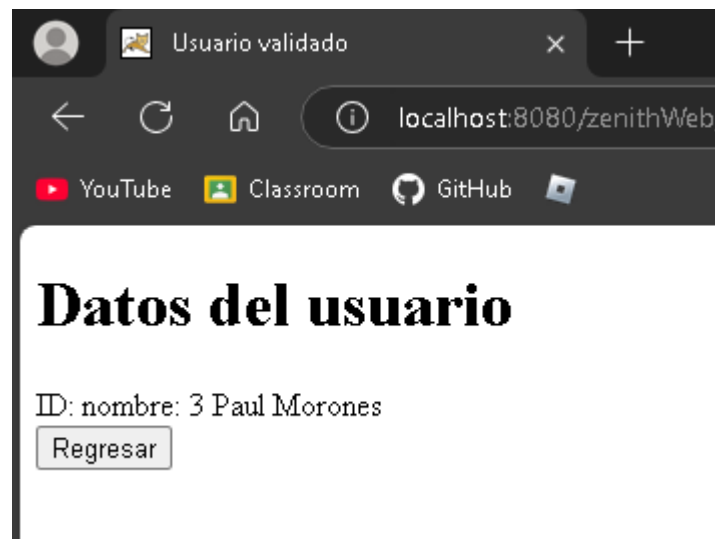 Usuario validado
localhost:8080/zenithWeb
YouTube Classroom GitHub
Datos del usuario
ID: nombre: 3 Paul Morones
Regresar